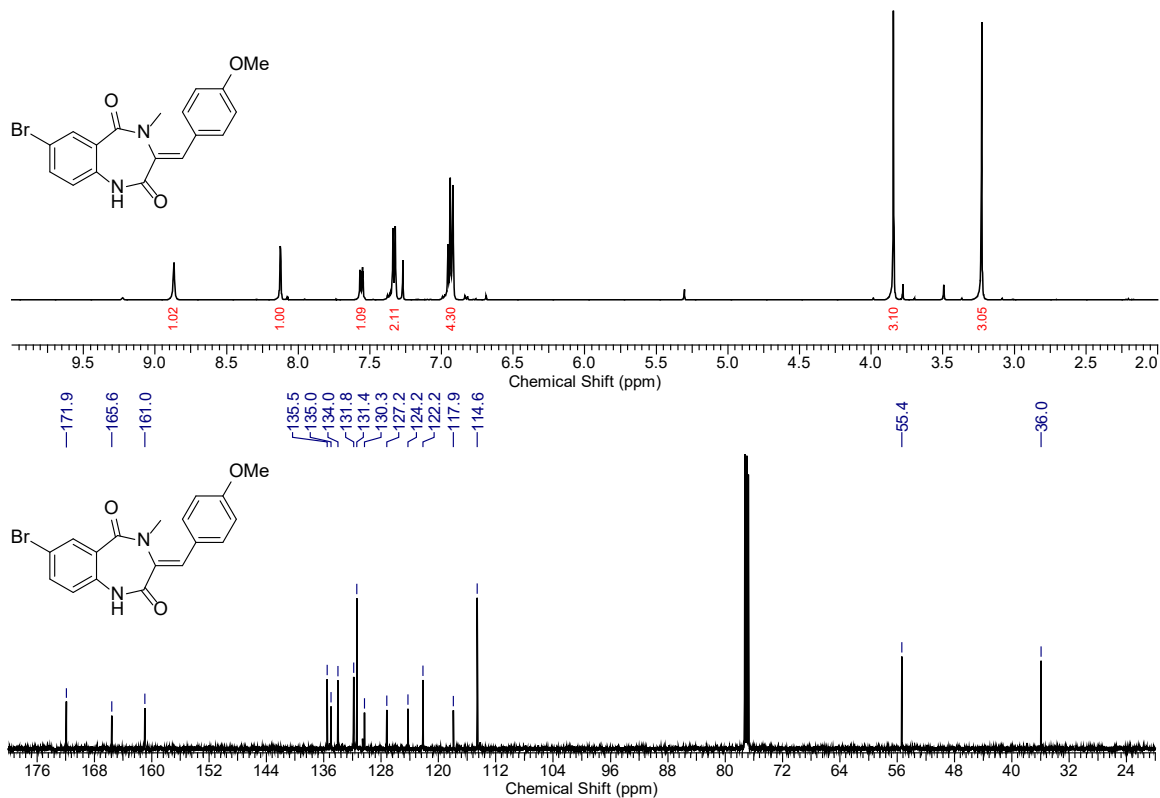 OMe
O
N
Br
N
H
O
1.02
1.00
1.09
2.11
4.30
3.10
3.05
9.5 9.0 8.5 8.0 7.5 7.0 6.5 6.0 5.5 5.0 4.5 4.0 3.5 3.0 2.5 2.0
Chemical Shift (ppm)
171.9
165.6
161.0
135.5
135.0
134.0
131.8
131.4
130.3
127.2
124.2
122.2
117.9
114.6
55.4
36.0
OMe
O
N
Br
N
H
O
176 168 160 152 144 136 128 120 112 104 96 88 80 72 64 56 48 40 32 24
Chemical Shift (ppm)